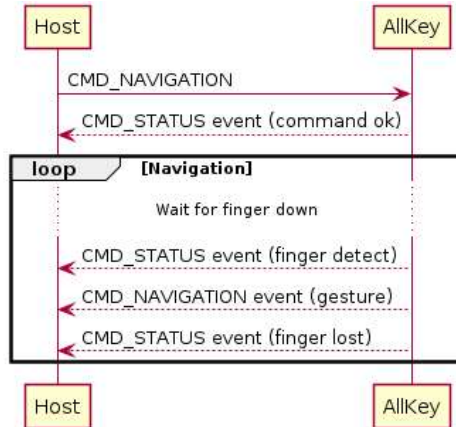 Host AllKey
CMD_NAVIGATION
CMD_STATUS event (command ok)
loop [Navigation]
Wait for finger down
CMD_STATUS event (finger detect)
CMD_NAVIGATION event (gesture)
CMD_STATUS event (finger lost)
Host AllKey